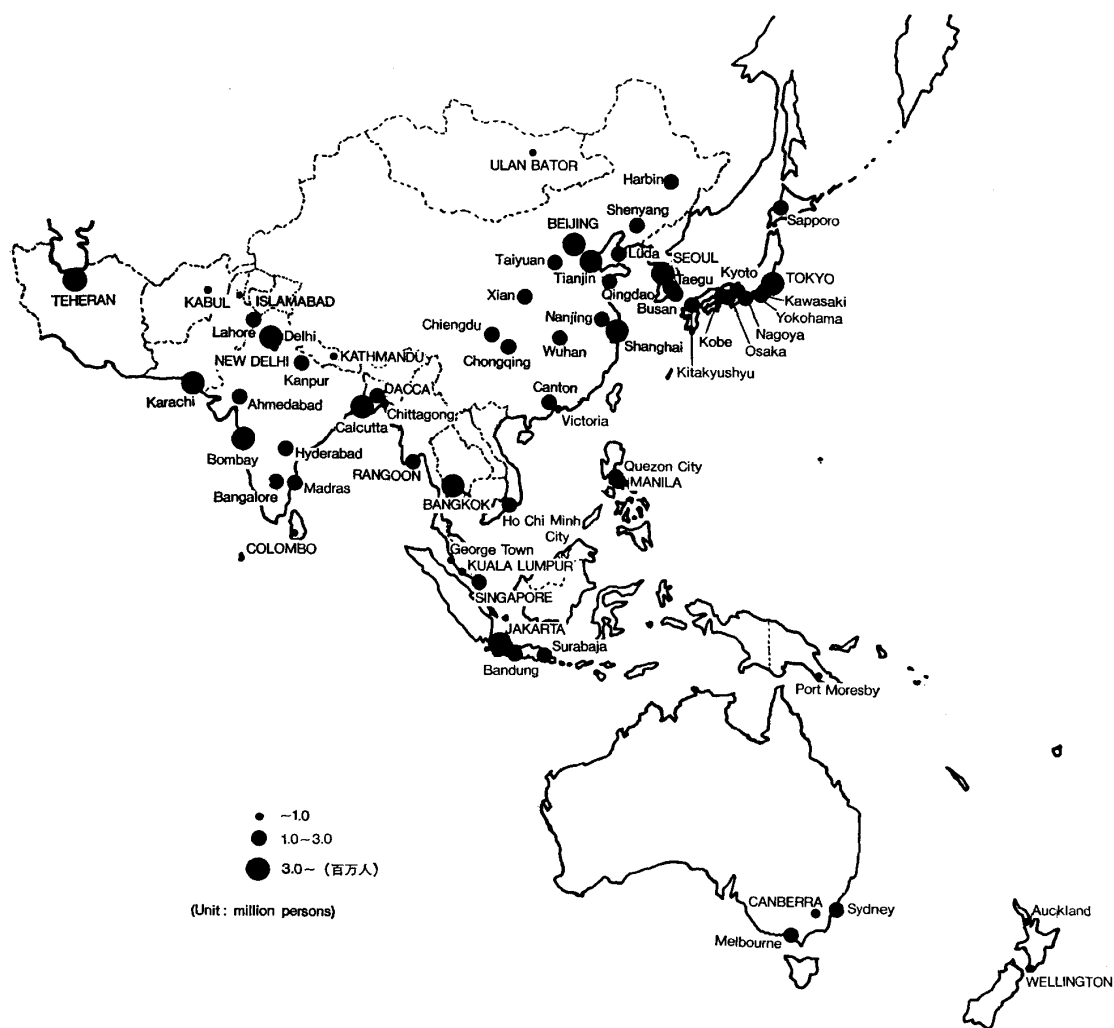 ULAN BATOR
Harbin
Shenyang
Sapporo
BEIJING
Lüda
SEOUL
Taiyuan
Tianjin
Taegu
Kyoto
TOKYO
TEHERAN
KABUL
ISLAMABAD
Xian
Qingdao
Busan
Kawasaki
Yokohama
Lahore
Delhi
Nanjing
Nagoya
Chiengdu
Kobe
NEW DELHI
KATHMANDU
Wuhan
Shanghai
Osaka
Chongqing
Kanpur
Kitakyushyu
Karachi
DACCA
Canton
Ahmedabad
Chittagong
Victoria
Calcutta
Bombay
Hyderabad
RANGOON
Quezon City
MANILA
Bangalore
Madras
BANGKOK
Ho Chi Minh
City
COLOMBO
George Town
KUALA LUMPUR
SINGAPORE
JAKARTA
Surabaja
Bandung
Port Moresby
~1.0
1.0~3.0
3.0~ (百万人)
(Unit: million persons)
CANBERRA
Sydney
Auckland
Melbourne
WELLINGTON